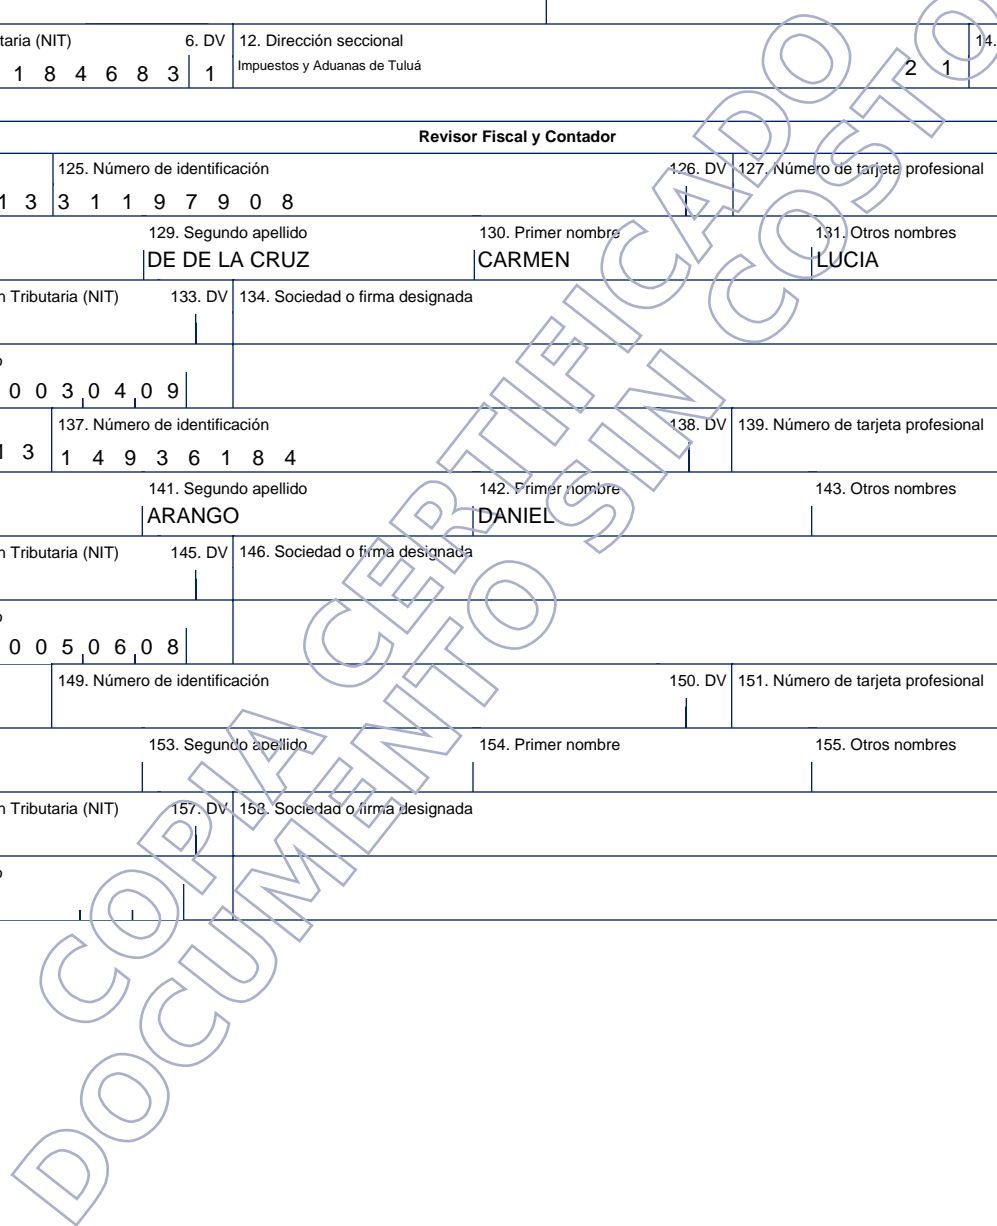 taria (NIT) 6. DV 12. Dirección seccional 14.
1 8 4 6 8 3 1 Impuestos y Aduanas de Tuluá 2 1
Revisor Fiscal y Contador
125. Número de identificación 126. DV 127. Número de tarjeta profesional
1 3 3 1 1 9 7 9 0 8
129. Segundo apellido 130. Primer nombre 131. Otros nombres
DE DE LA CRUZ CARMEN LUCIA
n Tributaria (NIT) 133. DV 134. Sociedad o firma designada
o
0 0 3 0 4 0 9
137. Número de identificación 138. DV 139. Número de tarjeta profesional
1 3 1 4 9 3 6 1 8 4
141. Segundo apellido 142. Primer nombre 143. Otros nombres
ARANGO DANIEL
n Tributaria (NIT) 145. DV 146. Sociedad o firma designada
o
0 0 5 0 6 0 8
149. Número de identificación 150. DV 151. Número de tarjeta profesional
153. Segundo apellido 154. Primer nombre 155. Otros nombres
n Tributaria (NIT) 157. DV 158. Sociedad o firma designada
o
COPIA CERTIFICADO
DOCUMENTO SIN COSTO